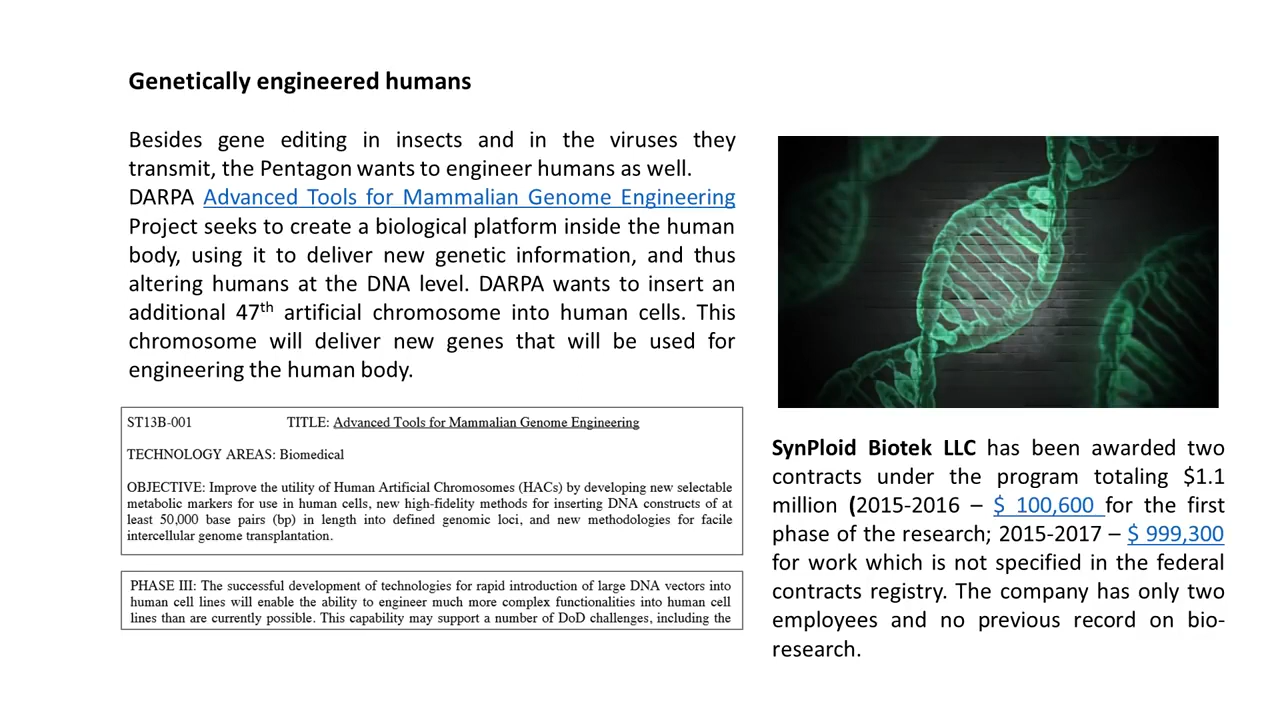 Genetically engineered humans
Besides gene editing in insects and in the viruses they
transmit, the Pentagon wants to engineer humans as well.
DARPA Advanced Tools for Mammalian Genome Engineering
Project seeks to create a biological platform inside the human
body, using it to deliver new genetic information, and thus
altering humans at the DNA level. DARPA wants to insert an
additional 47th artificial chromosome into human cells. This
chromosome will deliver new genes that will be used for
engineering the human body.
ST13B-001 TITLE: Advanced Tools for Mammalian Genome Engineering
TECHNOLOGY AREAS: Biomedical
OBJECTIVE: Improve the utility of Human Artificial Chromosomes (HACs) by developing new selectable
metabolic markers for use in human cells, new high-fidelity methods for inserting DNA constructs of at
least 50,000 base pairs (bp) in length into defined genomic loci, and new methodologies for facile
intercellular genome transplantation.
PHASE III: The successful development of technologies for rapid introduction of large DNA vectors into
human cell lines will enable the ability to engineer much more complex functionalities into human cell
lines than are currently possible. This capability may support a number of DoD challenges, including the
SynPloid Biotek LLC has been awarded two
contracts under the program totaling $1.1
million (2015-2016 – $ 100,600 for the first
phase of the research; 2015-2017 – $ 999,300
for work which is not specified in the federal
contracts registry. The company has only two
employees and no previous record on bio-
research.